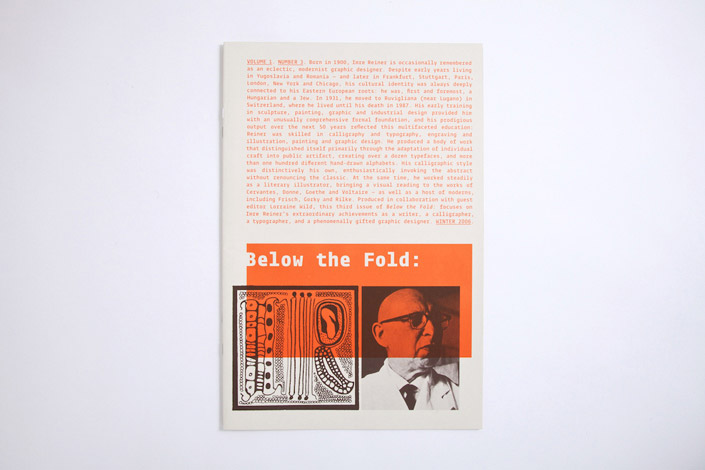 VOLUME 1. NUMBER 3. Born in 1900, Imre Reiner is occasionally remembered
as an eclectic, modernist graphic designer. Despite early years living
in Yugoslavia and Romania — and later in Frankfurt, Stuttgart, Paris,
London, New York and Chicago, his cultural identity was always deeply
connected to his Eastern European roots: he was, first and foremost, a
Hungarian and a Jew. In 1931, he moved to Ruvigliana (near Lugano) in
Switzerland, where he lived until his death in 1987. His early training
in sculpture, painting, graphic and industrial design provided him
with an unusually comprehensive formal foundation, and his prodigious
output over the next 50 years reflected this multifaceted education.
Reiner was skilled in calligraphy and typography, engraving and
illustration, painting and graphic design. He produced a body of work
that distinguished itself primarily through the adaptation of individual
craft into public artifact, creating over a dozen typefaces, and more
than one hundred different hand-drawn alphabets. His calligraphic style
was distinctively his own, enthusiastically invoking the abstract
without renouncing the classic. At the same time, he worked steadily
as a literary illustrator, bringing a visual reading to the works of
Cervantes, Donne, Goethe and Voltaire — as well as a host of moderns,
including Frisch, Gorky and Rilke. Produced in collaboration with guest
editor Lorraine Wild, this third issue of Below the Fold: focuses on
Imre Reiner's extraordinary achievements as a writer, a calligrapher,
a typographer, and a phenomenally gifted graphic designer. WINTER 2006.
Below the Fold: